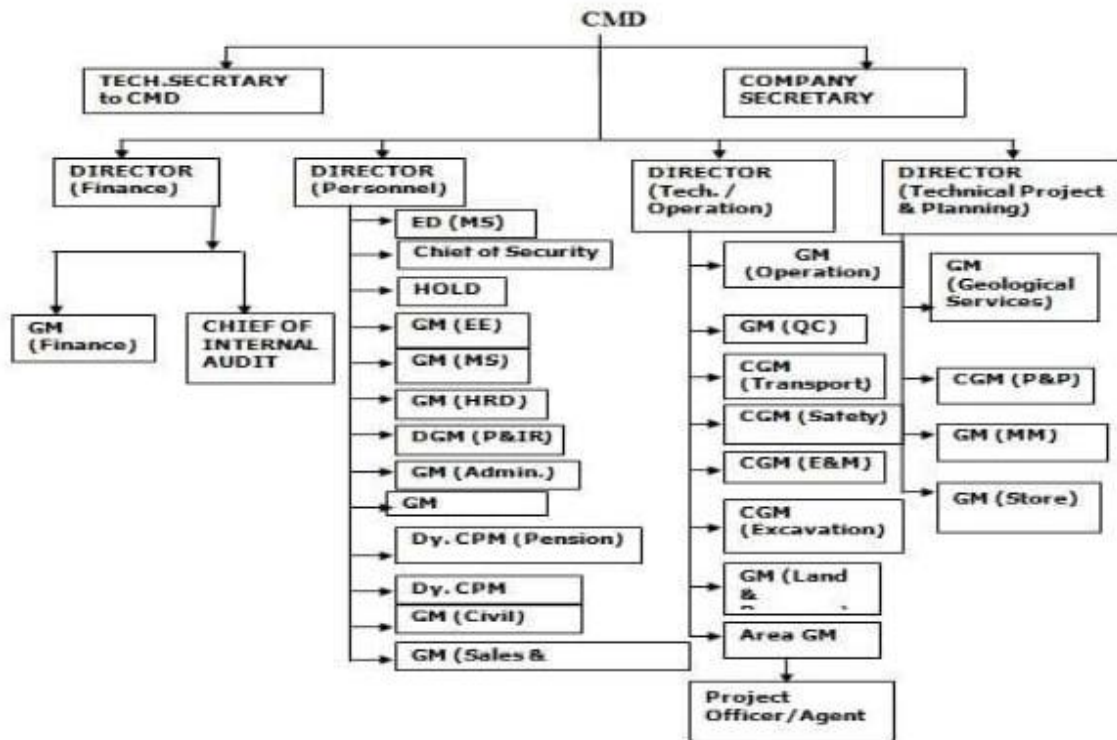 CMD
TECH.SECRTARY
to CMD
COMPANY
SECRETARY
DIRECTOR
(Finance)
DIRECTOR
(Personnel)
DIRECTOR
(Tech. /
Operation)
DIRECTOR
(Technical Project
& Planning)
GM
(Finance)
CHIEF OF
INTERNAL
AUDIT
ED (MS)
Chief of Security
HOLD
GM (EE)
GM (MS)
GM (HRD)
DGM (P&IR)
GM (Admin.)
GM
Dy. CPM (Pension)
Dy. CPM
GM (Civil)
GM (Sales &
GM
(Operation)
GM (QC)
CGM
(Transport)
CGM (Safety)
CGM (E&M)
CGM
(Excavation)
GM (Land
&
Area GM
Project
Officer/Agent
GM
(Geological
Services)
CGM (P&P)
GM (MM)
GM (Store)